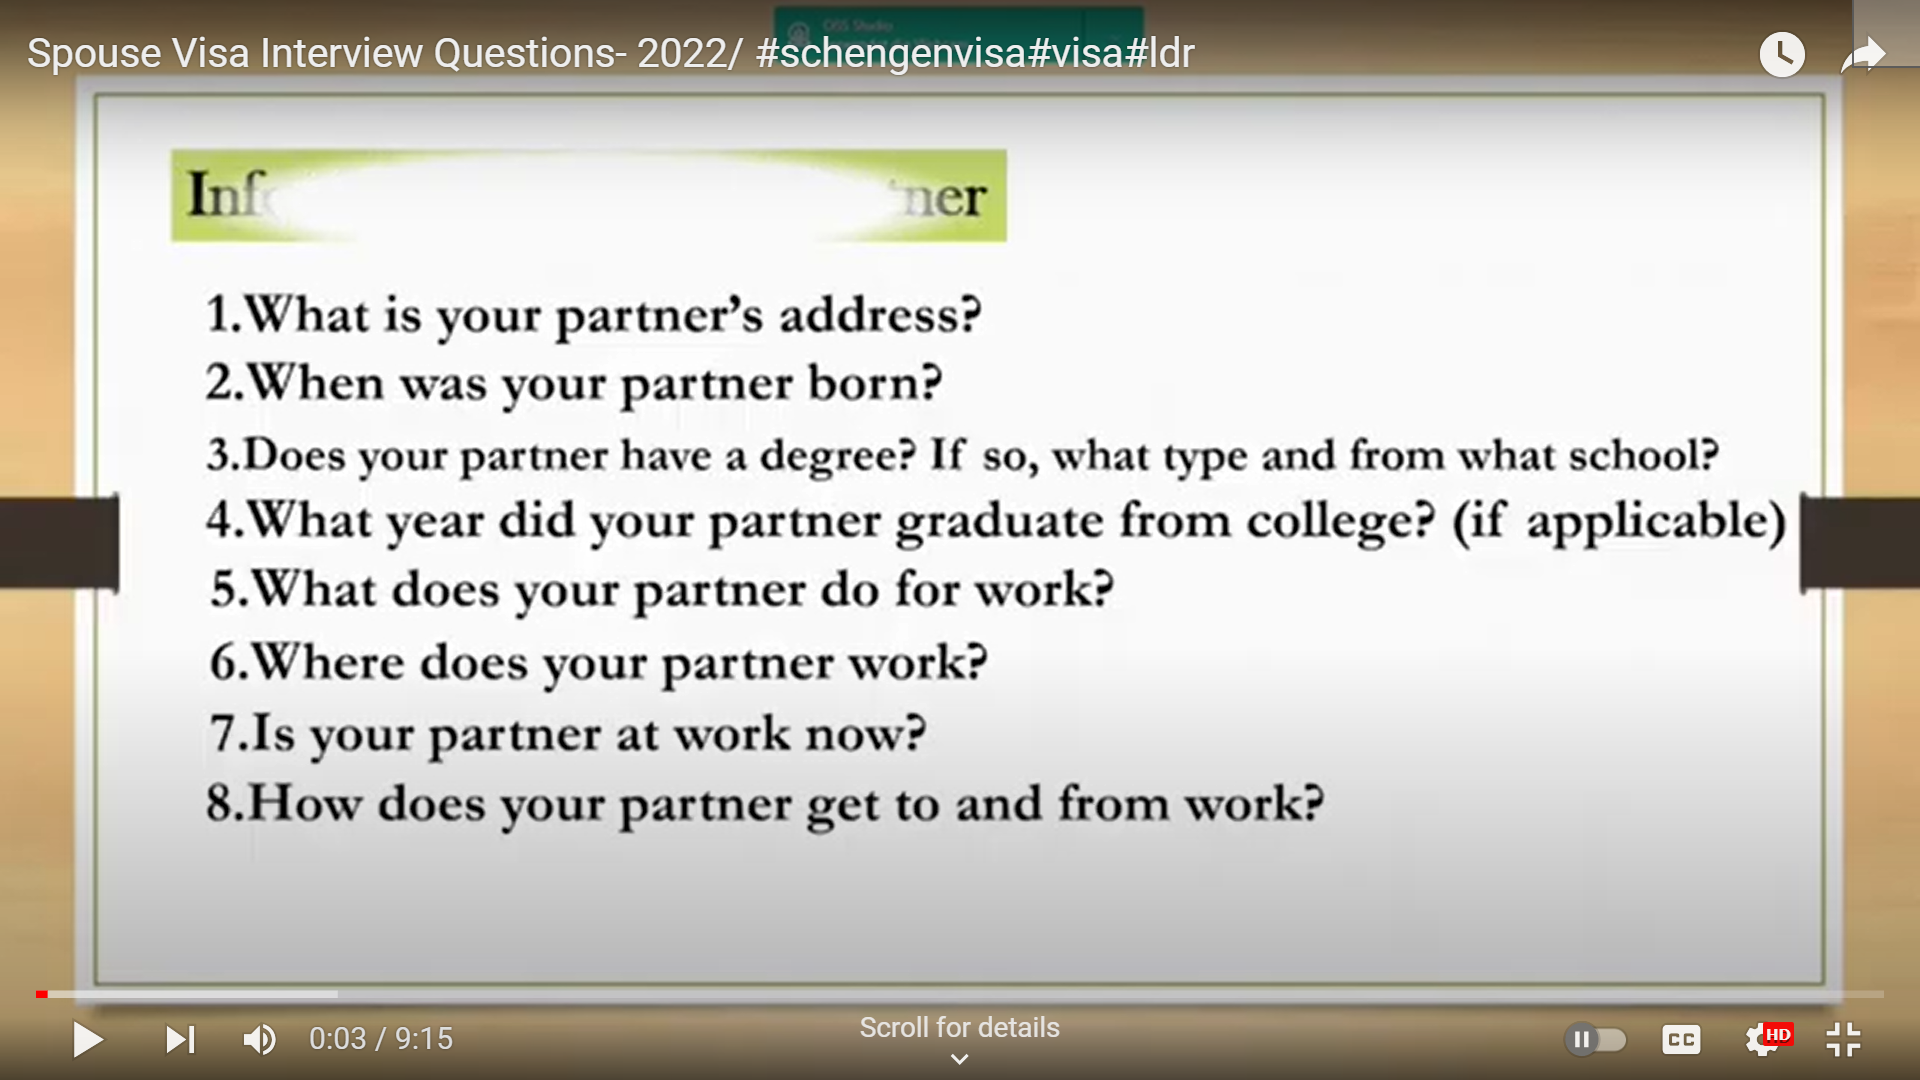 Spouse Visa Interview Questions- 2022/ #schengenvisa#visa#ldr
1.What is your partner’s address?
2.When was your partner born?
3.Does your partner have a degree? If so, what type and from what school?
4.What year did your partner graduate from college? (if applicable)
5.What does your partner do for work?
6.Where does your partner work?
7.Is your partner at work now?
8.How does your partner get to and from work?
0:03 / 9:15
Scroll for details
CC
HD